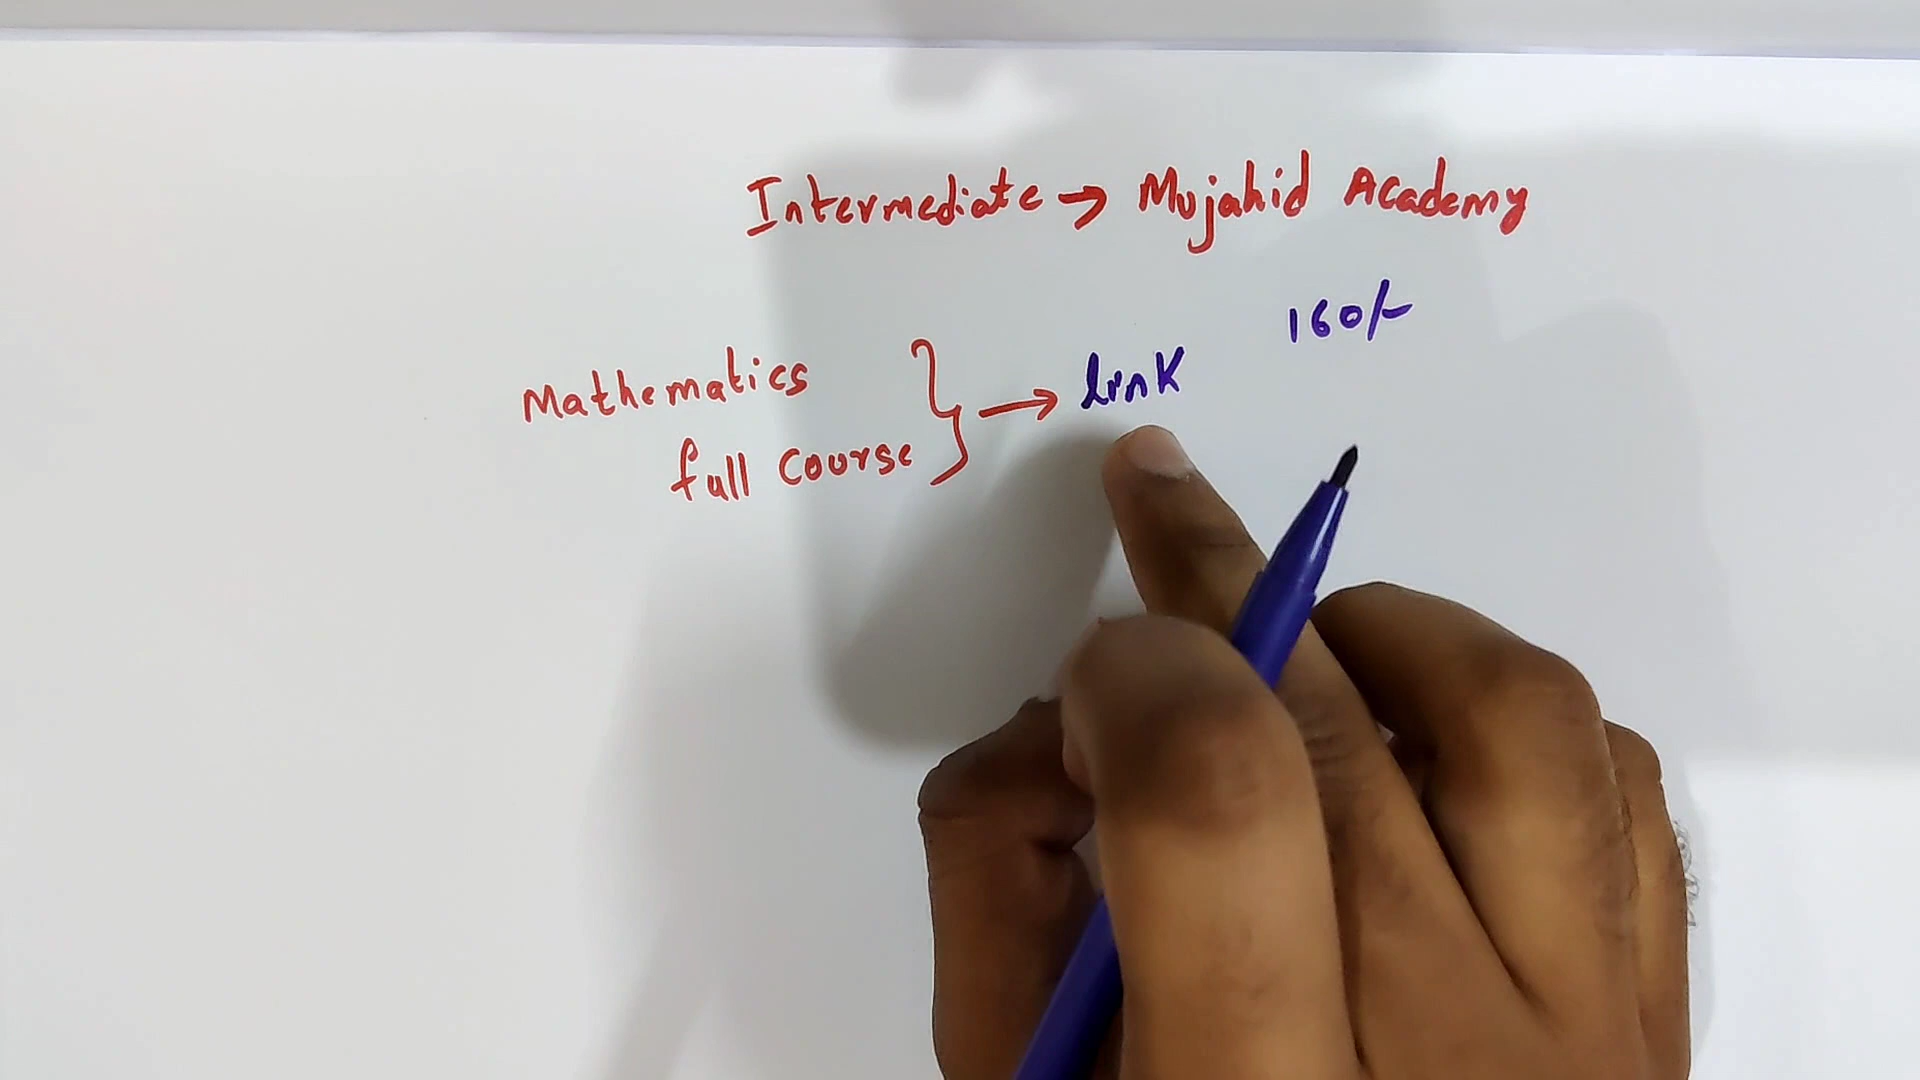 Intermediate → Mujahid Academy
160/-
Mathematics
full course } → link